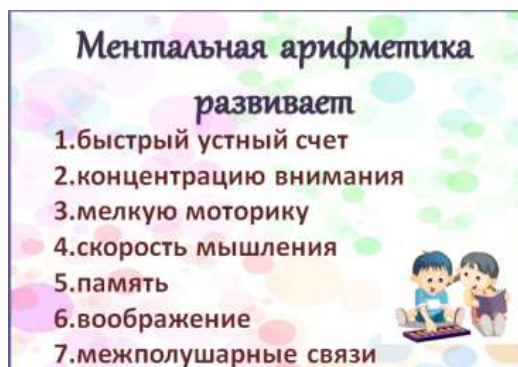 Ментальная арифметика
развивает
1.быстрый устный счет
2.концентрацию внимания
3.мелкую моторику
4.скорость мышления
5.память
6.воображение
7.межполушарные связи